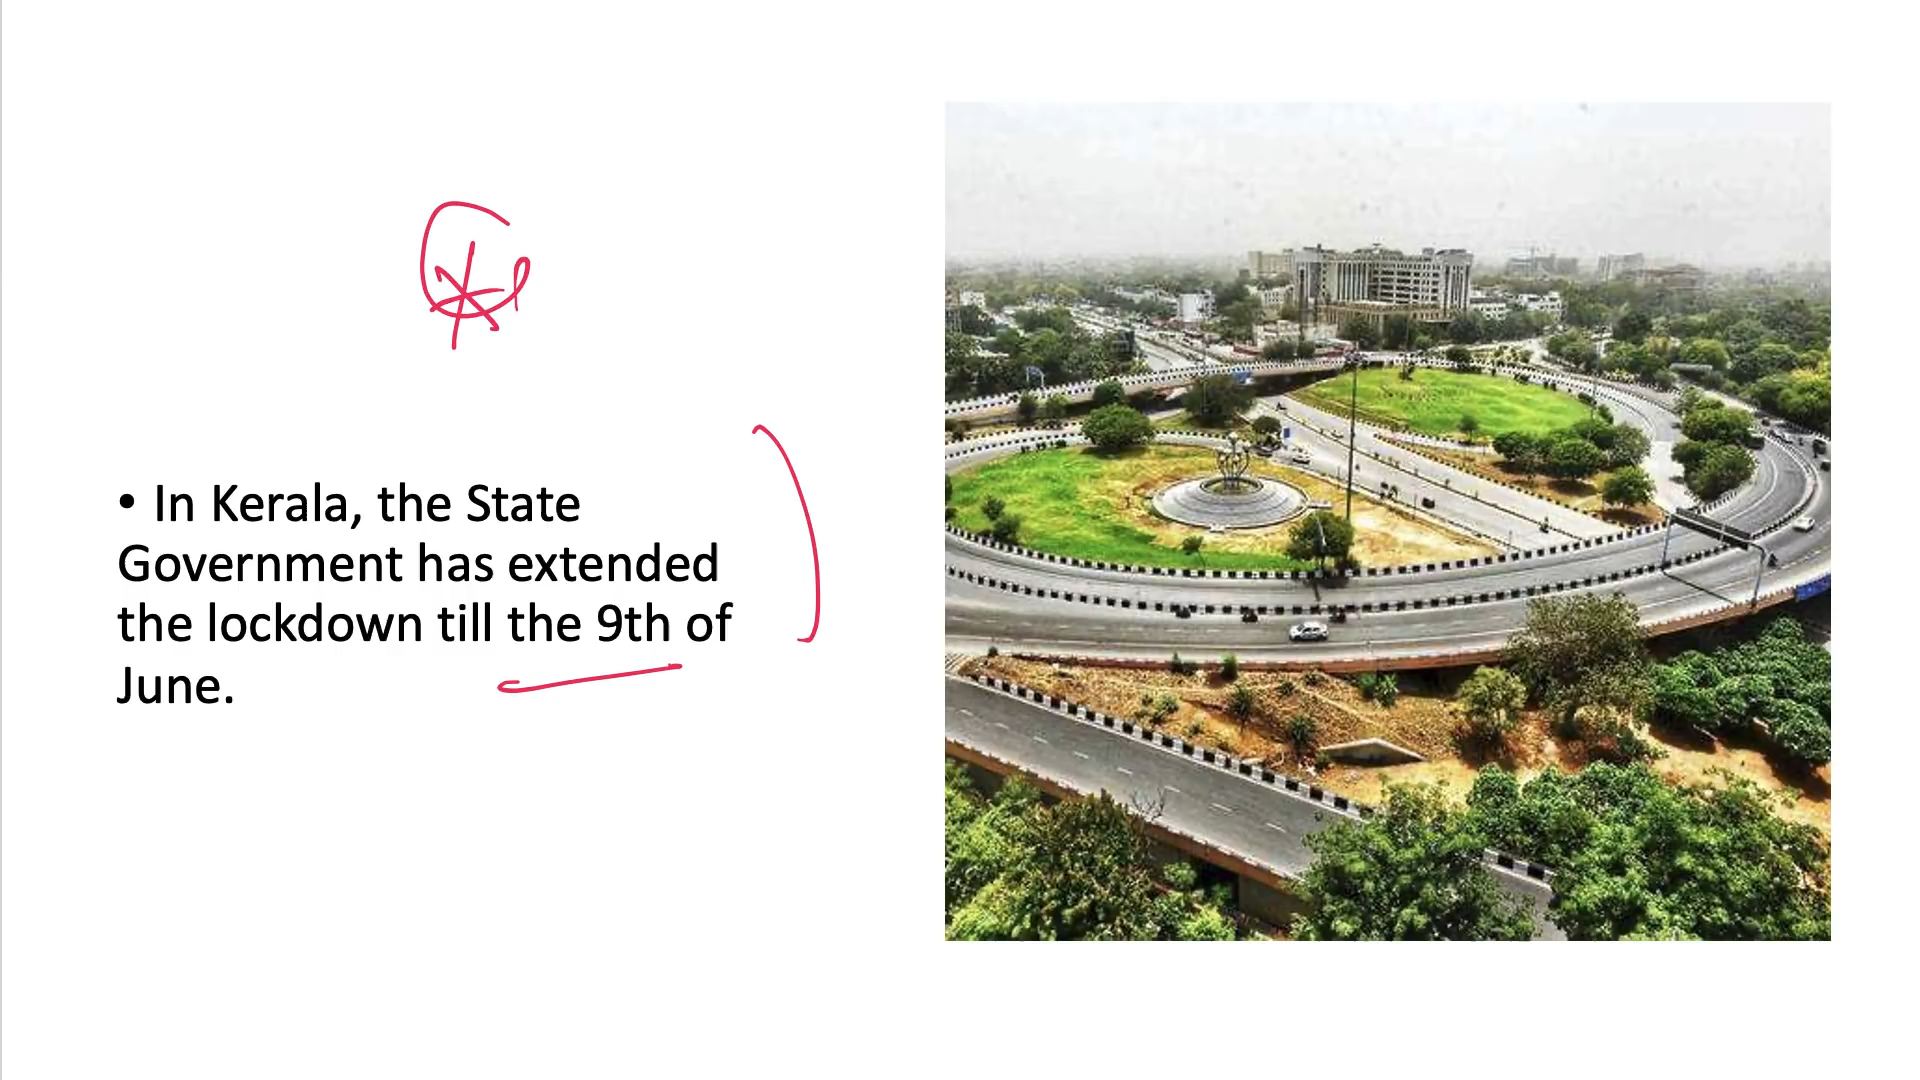 • In Kerala, the State
Government has extended
the lockdown till the 9th of
June.